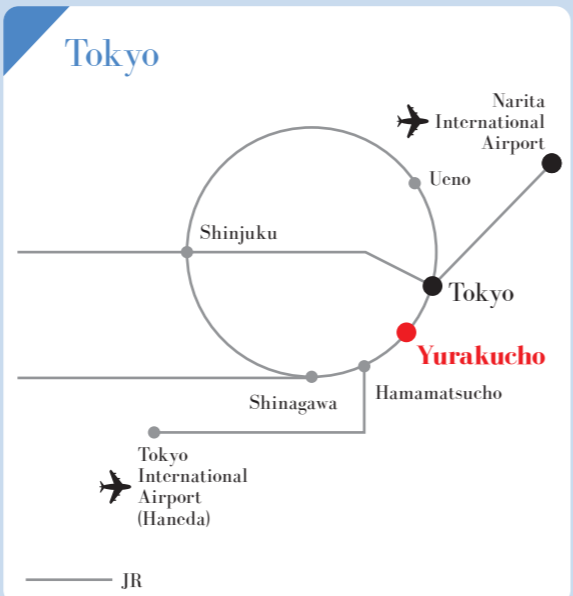 Tokyo
Narita
International
Airport
Ueno
Shinjuku
Tokyo
Yurakucho
Hamamatsucho
Shinagawa
Tokyo
International
Airport
(Haneda)
JR